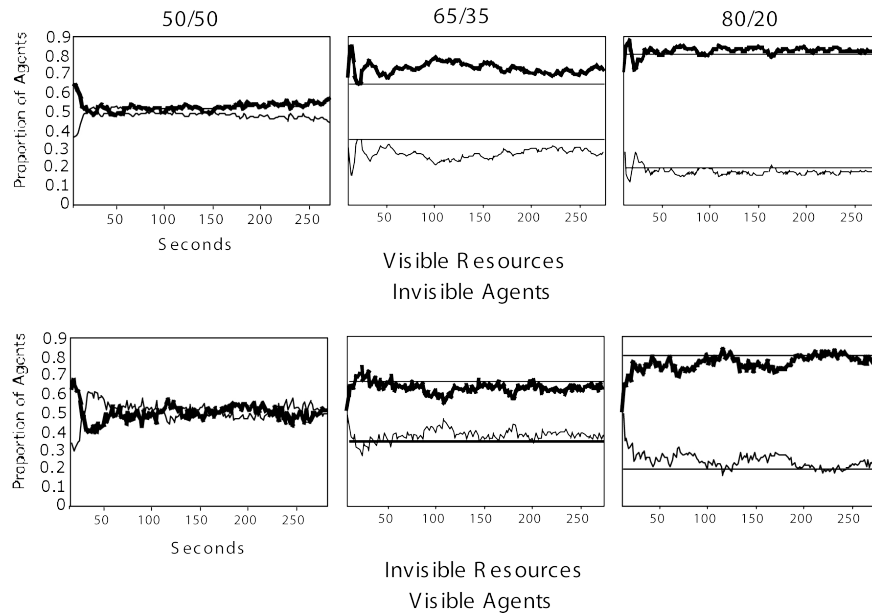 50/50 65/35 80/20
Proportion of Agents
0.9
0.8
0.7
0.6
0.5
0.4
0.3
0.2
0.1
0
50 100 150 200 250
50 100 150 200 250
50 100 150 200 250
Seconds
Visible Resources
Invisible Agents
Proportion of Agents
0.9
0.8
0.7
0.6
0.5
0.4
0.3
0.2
0.1
0
50 100 150 200 250
50 100 150 200 250
50 100 150 200 250
Seconds
Invisible Resources
Visible Agents